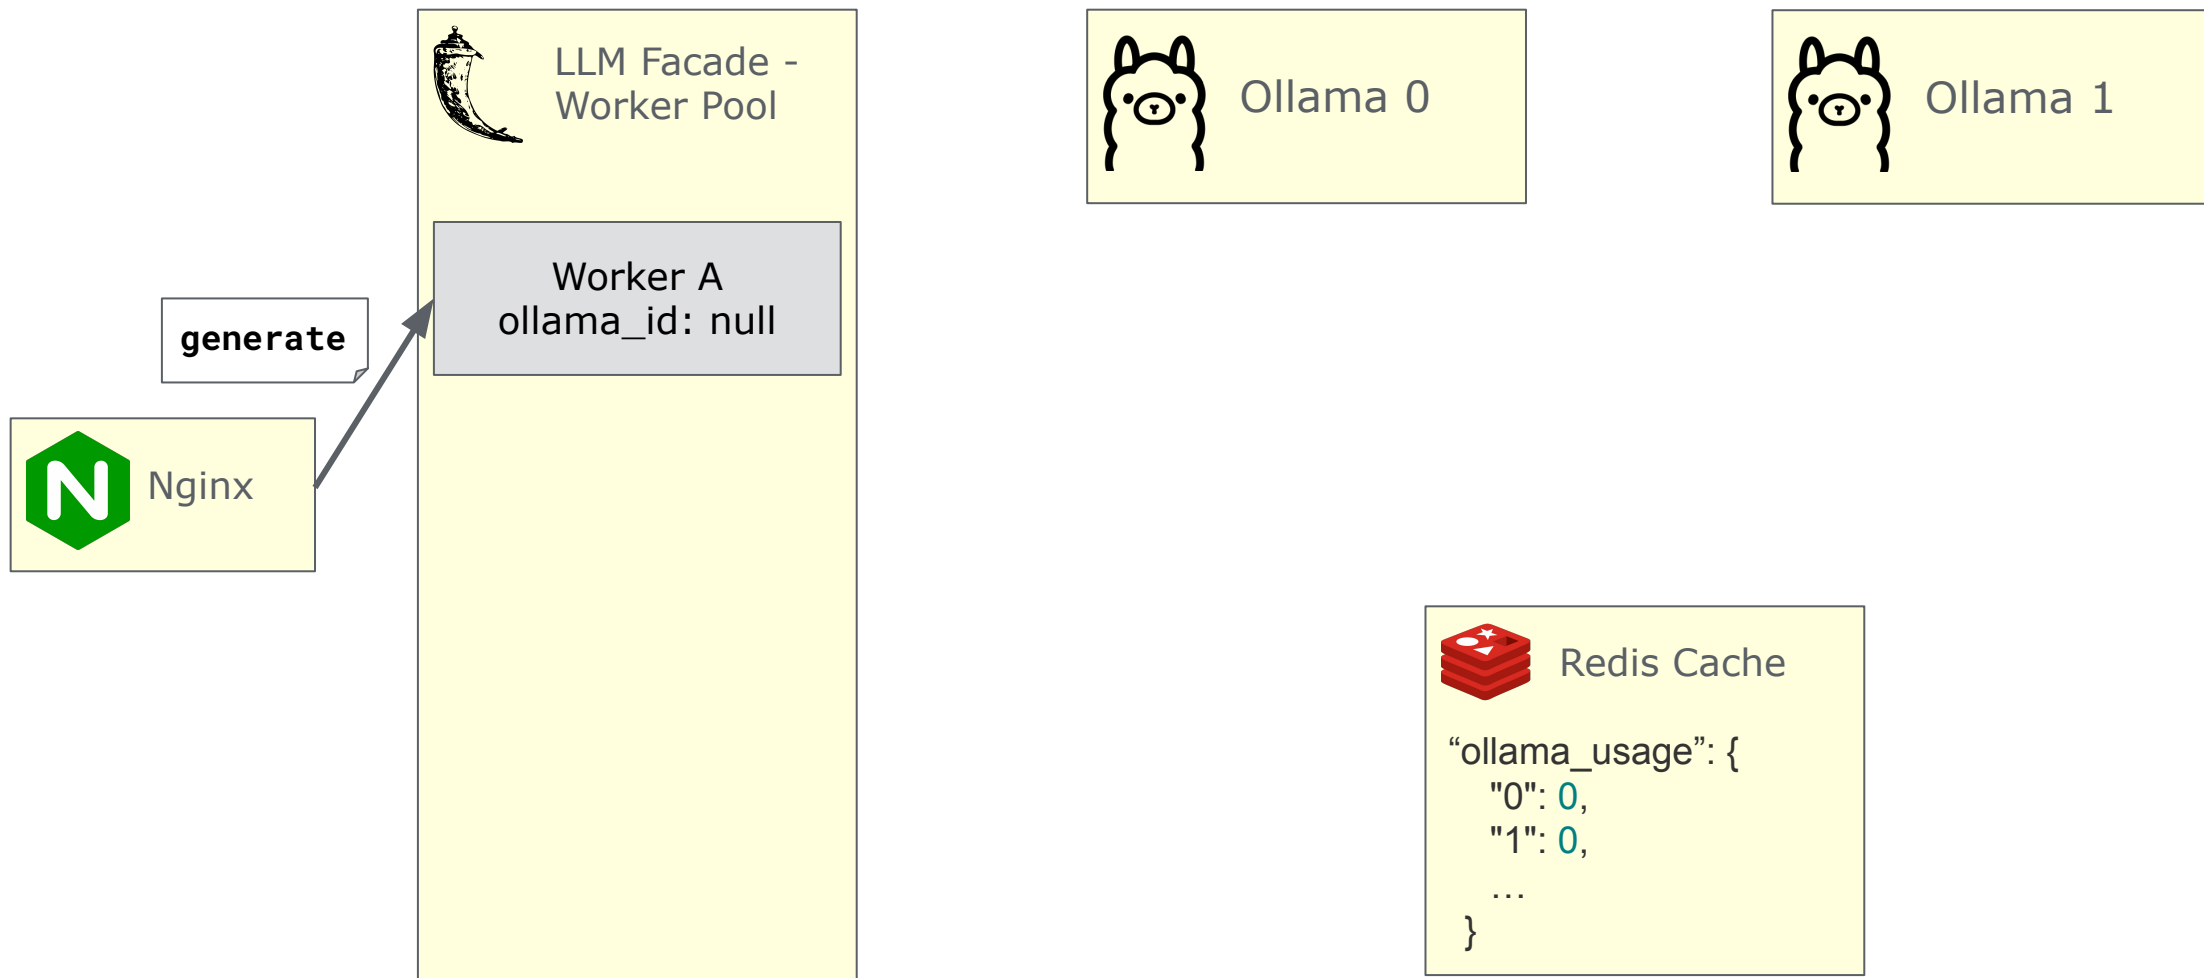 LLM Facade -
Worker Pool
Ollama 0
Ollama 1
Worker A
ollama_id: null
generate
Nginx
Redis Cache
“ollama_usage”: {
"0": 0,
"1": 0,
…
}